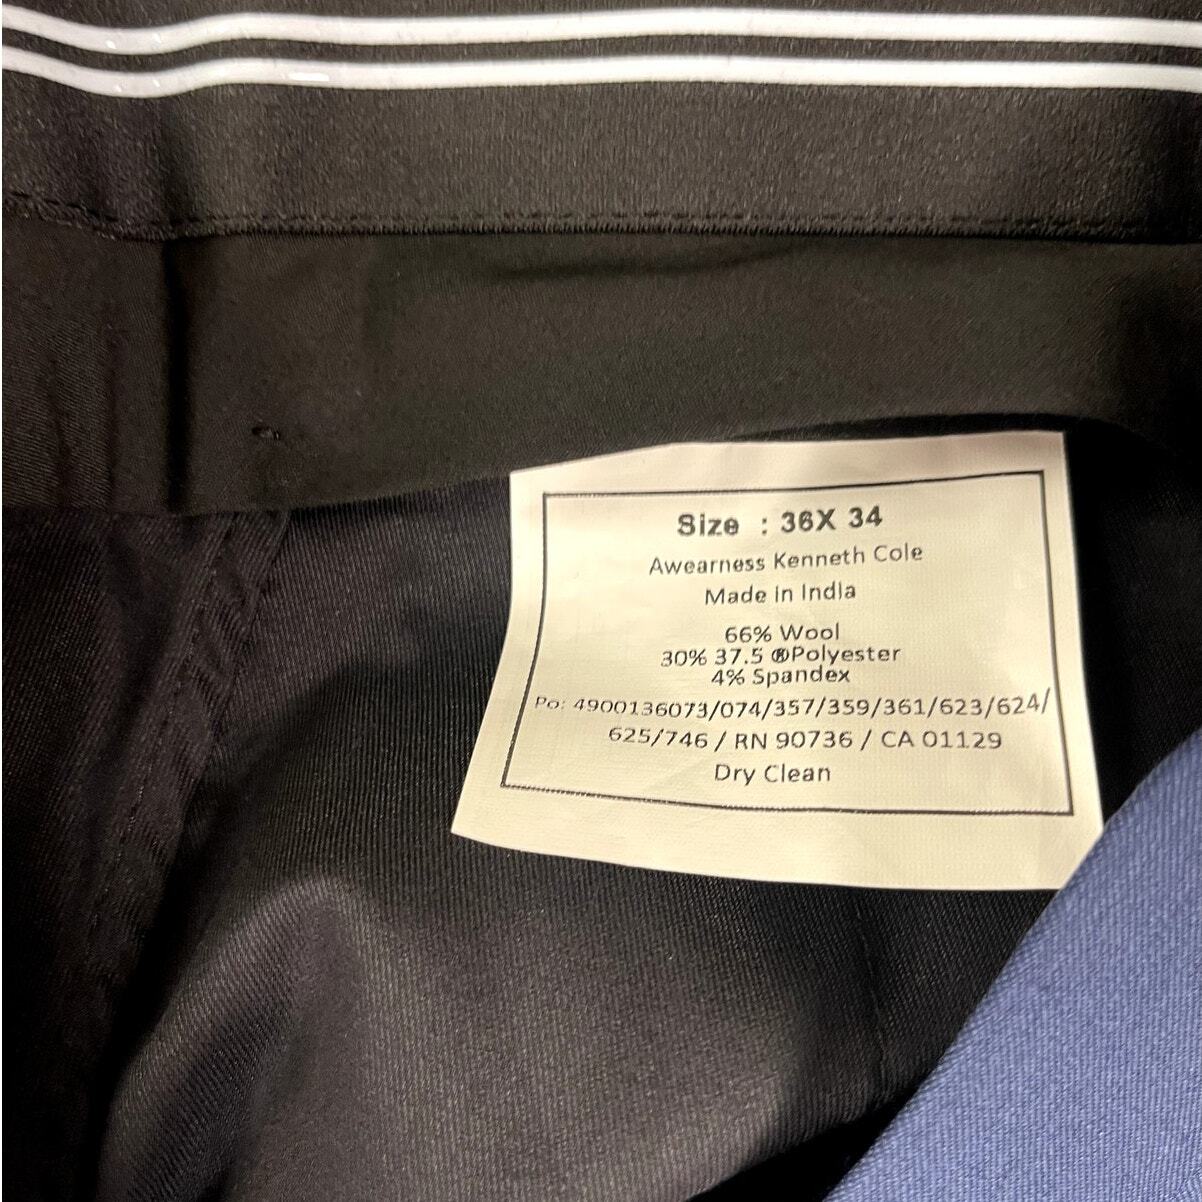 Size : 36X 34
Awearness Kenneth Cole
Made in India
66% Wool
30% 37.5 ®Polyester
4% Spandex
Po: 4900136073/074/357/359/361/623/624/
625/746 / RN 90736 / CA 01129
Dry Clean